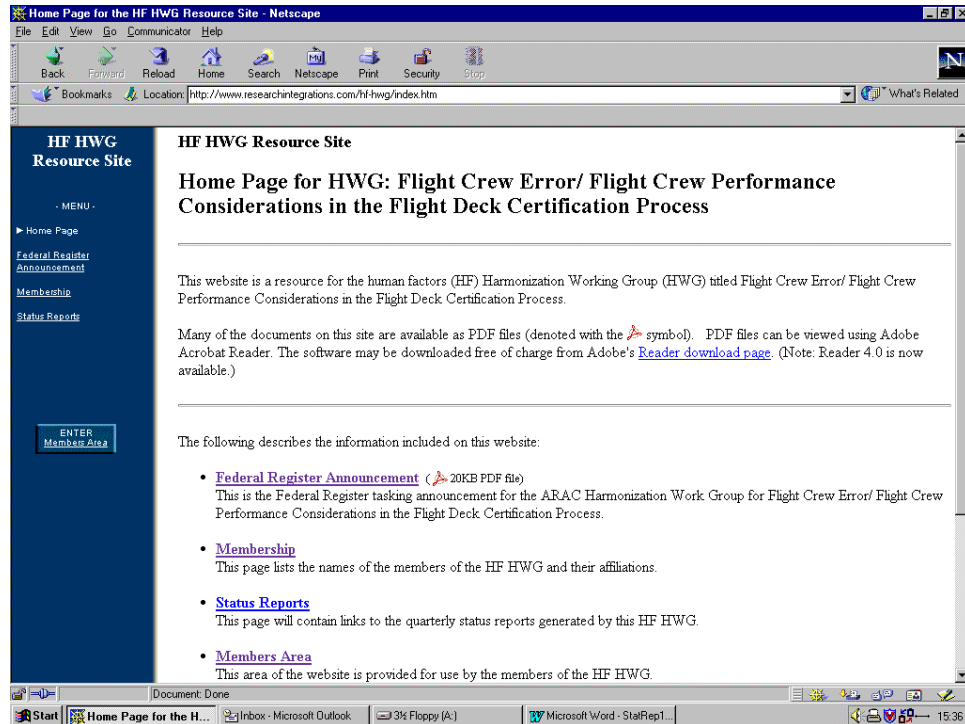 Home Page for the HF HWG Resource Site - Netscape
File Edit View Go Communicator Help
Back Forward Reload Home Search Netscape Print Security Stop
My
N
Bookmarks Location: http://www.researchintegrations.com/hf-hwg/index.htm What's Related
HF HWG
Resource Site
- MENU -
Home Page
Federal Register
Announcement
Membership
Status Reports
ENTER
Members Area
HF HWG Resource Site
Home Page for HWG: Flight Crew Error/ Flight Crew Performance
Considerations in the Flight Deck Certification Process
This website is a resource for the human factors (HF) Harmonization Working Group (HWG) titled Flight Crew Error/ Flight Crew
Performance Considerations in the Flight Deck Certification Process.
Many of the documents on this site are available as PDF files (denoted with the symbol). PDF files can be viewed using Adobe
Acrobat Reader. The software may be downloaded free of charge from Adobe's Reader download page. (Note: Reader 4.0 is now
available.)
The following describes the information included on this website:
• Federal Register Announcement ( 20KB PDF file)
This is the Federal Register tasking announcement for the ARAC Harmonization Work Group for Flight Crew Error/ Flight Crew
Performance Considerations in the Flight Deck Certification Process.
• Membership
This page lists the names of the members of the HF HWG and their affiliations.
• Status Reports
This page will contain links to the quarterly status reports generated by this HF HWG.
• Members Area
This area of the website is provided for use by the members of the HF HWG.
Document: Done
Start Home Page for the H... Inbox - Microsoft Outlook 3½ Floppy (A:) Microsoft Word - StatRep1... 15:36